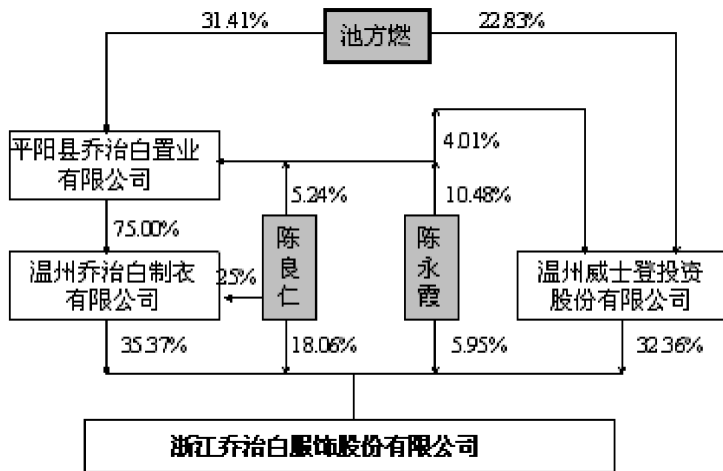 31.41%
池方燃
22.83%
平阳县乔治白置业
有限公司
4.01%
5.24%
10.48%
75.00%
温州乔治白制衣
有限公司
25%
陈
良
仁
陈
永
霞
温州威士登投资
股份有限公司
35.37%
18.06%
5.95%
32.36%
浙江乔治白服饰股份有限公司